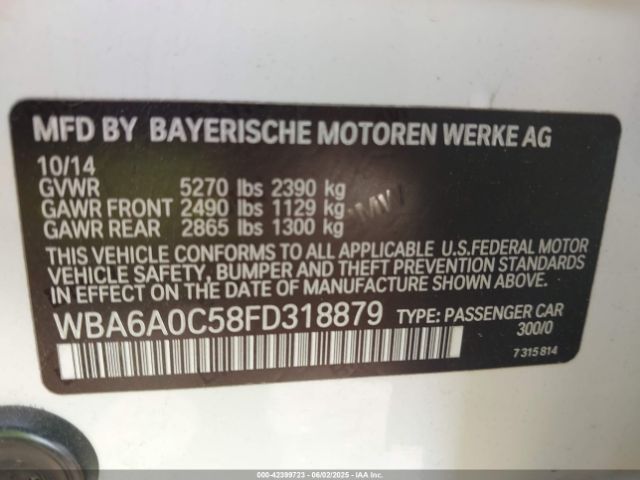 MFD BY BAYERISCHE MOTOREN WERKE AG
10/14
GVWR 5270 lbs 2390 kg
GAWR FRONT 2490 lbs 1129 kg
GAWR REAR 2865 lbs 1300 kg
THIS VEHICLE CONFORMS TO ALL APPLICABLE U.S.FEDERAL MOTOR
VEHICLE SAFETY, BUMPER AND THEFT PREVENTION STANDARDS
IN EFFECT ON THE DATE OF MANUFACTURE SHOWN ABOVE.
WBA6A0C58FD318879 TYPE: PASSENGER CAR
300/0
7 315 814
000-42399723 - 06/02/2025 - IAA Inc.